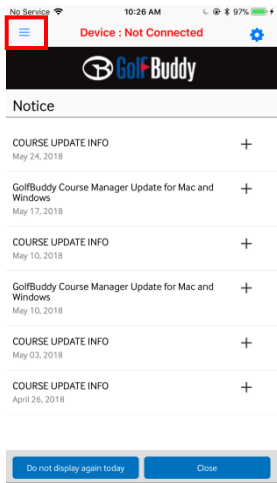 No Service 10:26 AM 97%
Device : Not Connected
GolfBuddy
Notice
COURSE UPDATE INFO
May 24, 2018
GolfBuddy Course Manager Update for Mac and
Windows
May 17, 2018
COURSE UPDATE INFO
May 10, 2018
GolfBuddy Course Manager Update for Mac and
Windows
May 10, 2018
COURSE UPDATE INFO
May 03, 2018
COURSE UPDATE INFO
April 26, 2018
Do not display again today Close